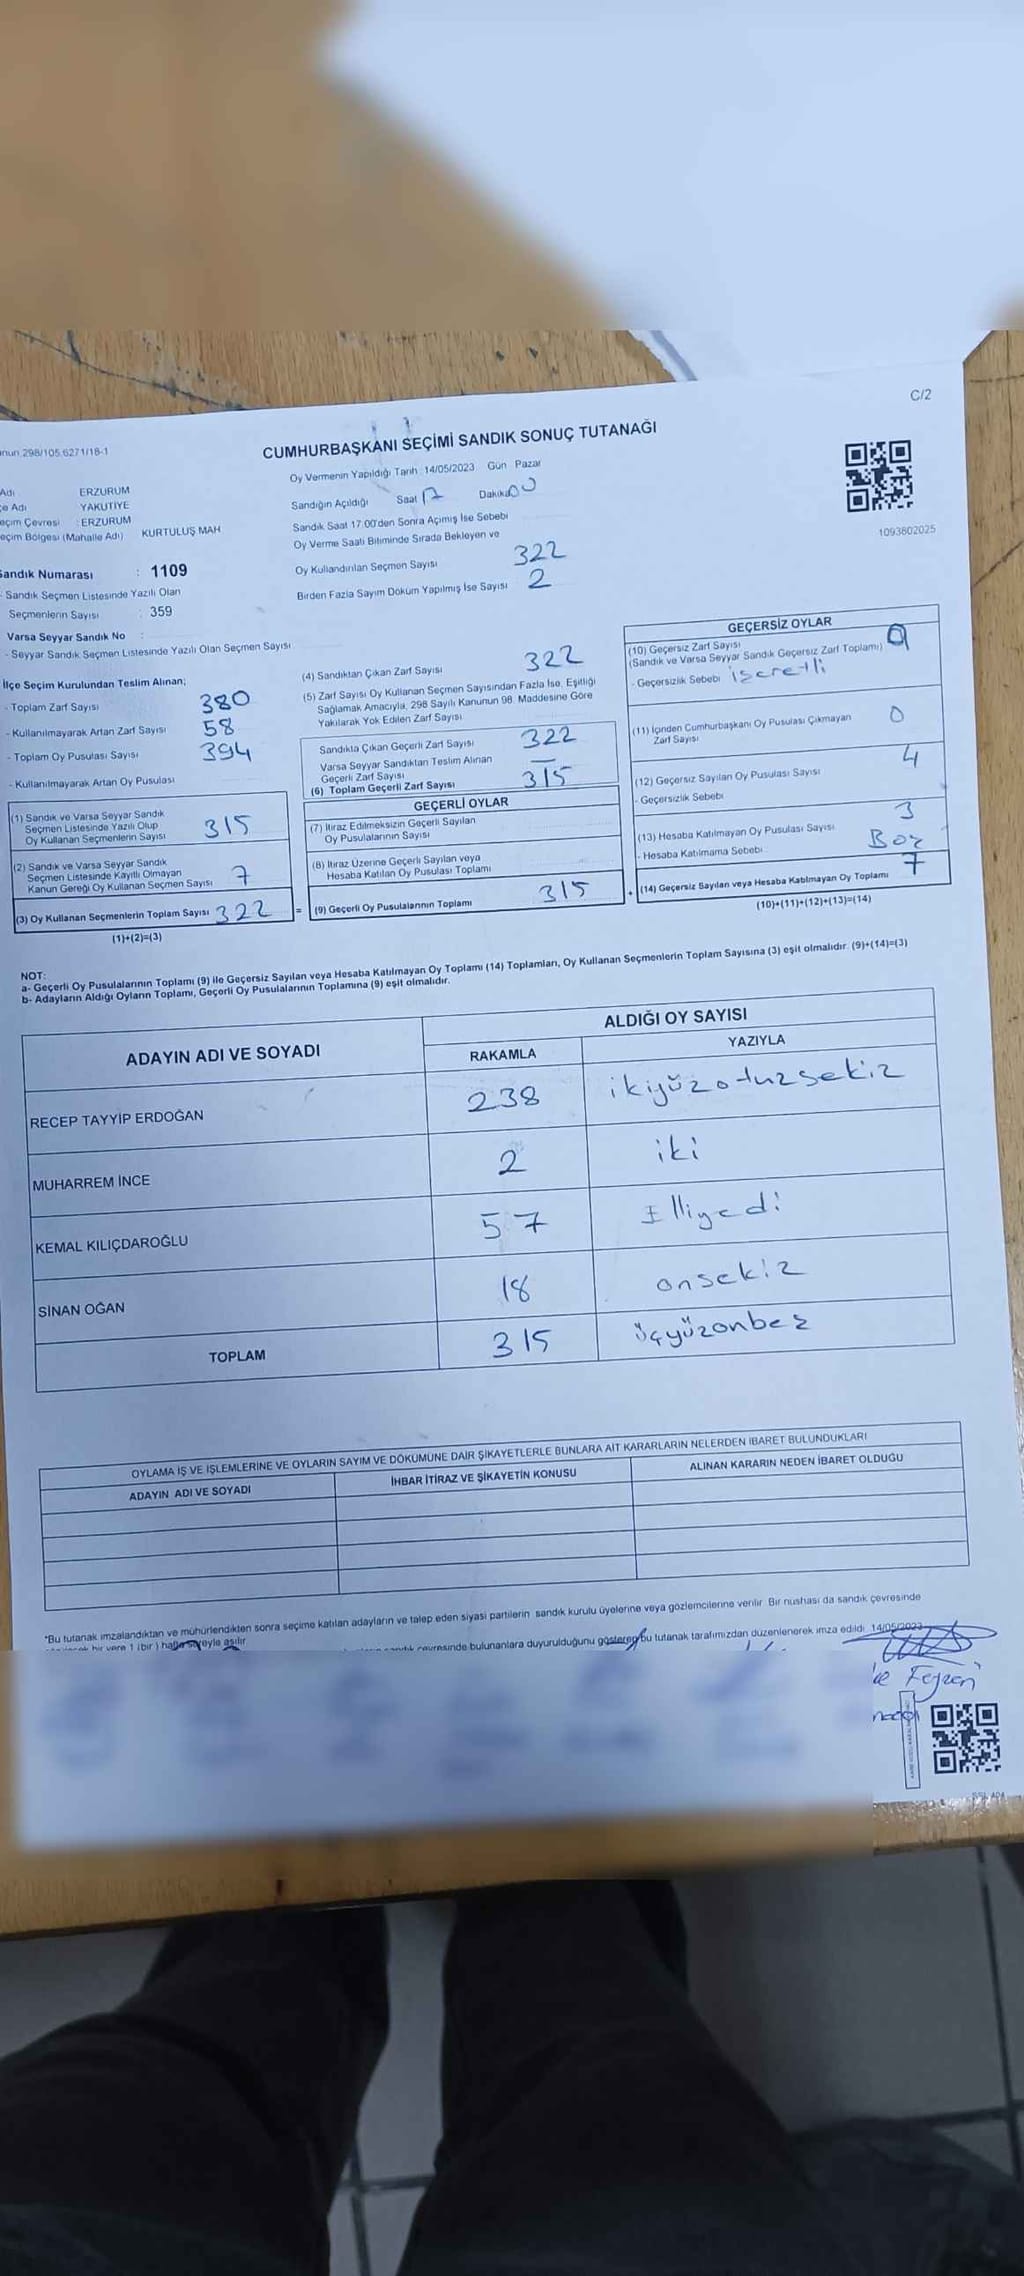 C/2
298/105,6271/18-1
CUMHURBAŞKANI SEÇİMİ SANDIK SONUÇ TUTANAĞI
Oy Vermenin Yapıldığı Tarih :14/05/2023 Gün Pazar
Sandığın Açıldığı Saat 17 Dakika 00
Sandık Saat 17:00'den Sonra Açılmış İse Sebebi
Oy Verme Saati Bitiminde Sırada Bekleyen ve
Oy Kullandırılan Seçmen Sayısı 322
Birden Fazla Sayım Döküm Yapılmış İse Sayısı 2
1093802025
Adı ERZURUM
Adı YAKUTİYE
Seçim Çevresi : ERZURUM
Seçim Bölgesi (Mahalle Adı) KURTULUŞ MAH
Sandık Numarası : 1109
- Sandık Seçmen Listesinde Yazılı Olan
Seçmenlerin Sayısı : 359
Varsa Seyyar Sandık No :
- Seyyar Sandık Seçmen Listesinde Yazılı Olan Seçmen Sayısı
İlçe Seçim Kurulundan Teslim Alınan;
- Toplam Zarf Sayısı 380
- Kullanılmayarak Artan Zarf Sayısı 58
- Toplam Oy Pusulası Sayısı 394
- Kullanılmayarak Artan Oy Pusulası
(1) Sandık ve Varsa Seyyar Sandık
Seçmen Listesinde Yazılı Olup
Oy Kullanan Seçmenlerin Sayısı 315
(2) Sandık ve Varsa Seyyar Sandık
Seçmen Listesinde Kayıtlı Olmayan
Kanun Gereği Oy Kullanan Seçmen Sayısı 7
(3) Oy Kullanan Seçmenlerin Toplam Sayısı 322
(1)+(2)=(3)
(4) Sandıktan Çıkan Zarf Sayısı 322
(5) Zarf Sayısı Oy Kullanan Seçmen Sayısından Fazla İse, Eşitliği
Sağlamak Amacıyla, 298 Sayılı Kanunun 98. Maddesine Göre
Yakılarak Yok Edilen Zarf Sayısı
Sandıkta Çıkan Geçerli Zarf Sayısı 322
Varsa Seyyar Sandıktan Teslim Alınan
Geçerli Zarf Sayısı —
(6) Toplam Geçerli Zarf Sayısı 315
GEÇERLİ OYLAR
(7) İtiraz Edilmeksizin Geçerli Sayılan
Oy Pusulalarının Sayısı
(8) İtiraz Üzerine Geçerli Sayılan veya
Hesaba Katılan Oy Pusulası Toplamı
= (9) Geçerli Oy Pusulalarının Toplamı 315
GEÇERSİZ OYLAR
(10) Geçersiz Zarf Sayısı
(Sandık ve Varsa Seyyar Sandık Geçersiz Zarf Toplamı)
- Geçersizlik Sebebi
(11) İçinden Cumhurbaşkanı Oy Pusulası Çıkmayan
Zarf Sayısı 0
(12) Geçersiz Sayılan Oy Pusulası Sayısı 4
- Geçersizlik Sebebi
(13) Hesaba Katılmayan Oy Pusulası Sayısı 3
- Hesaba Katılmama Sebebi Boş
+ (14) Geçersiz Sayılan veya Hesaba Katılmayan Oy Toplamı 7
(10)+(11)+(12)+(13)=(14)
NOT:
a- Geçerli Oy Pusulalarının Toplamı (9) ile Geçersiz Sayılan veya Hesaba Katılmayan Oy Toplamı (14) Toplamları, Oy Kullanan Seçmenlerin Toplam Sayısına (3) eşit olmalıdır. (9)+(14)=(3)
b- Adayların Aldığı Oyların Toplamı, Geçerli Oy Pusulalarının Toplamına (9) eşit olmalıdır.
ADAYIN ADI VE SOYADI
ALDIĞI OY SAYISI
RAKAMLA YAZIYLA
RECEP TAYYİP ERDOĞAN 238 ikiyüzotuzsekiz
MUHARREM İNCE 2 iki
KEMAL KILIÇDAROĞLU 57 Elliyedi
SİNAN OĞAN 18 onsekiz
TOPLAM 315 üçyüzonbeş
OYLAMA İŞ VE İŞLEMLERİNE VE OYLARIN SAYIM VE DÖKÜMÜNE DAİR ŞİKAYETLERLE BUNLARA AİT KARARLARIN NELERDEN İBARET BULUNDUKLARI
ADAYIN ADI VE SOYADI İHBAR İTİRAZ VE ŞİKAYETİN KONUSU ALINAN KARARIN NEDEN İBARET OLDUĞU
*Bu tutanak imzalandıktan ve mühürlendikten sonra seçime katılan adayların ve talep eden siyasi partilerin sandık kurulu üyelerine veya gözlemcilerine verilir. Bir nüshası da sandık çevresinde
bir yere 1 (bir) hafta süreyle asılır.
sandık çevresinde bulunanlara duyurulduğunu gösteren bu tutanak tarafımızdan düzenlenerek imza edildi. 14/05/2023